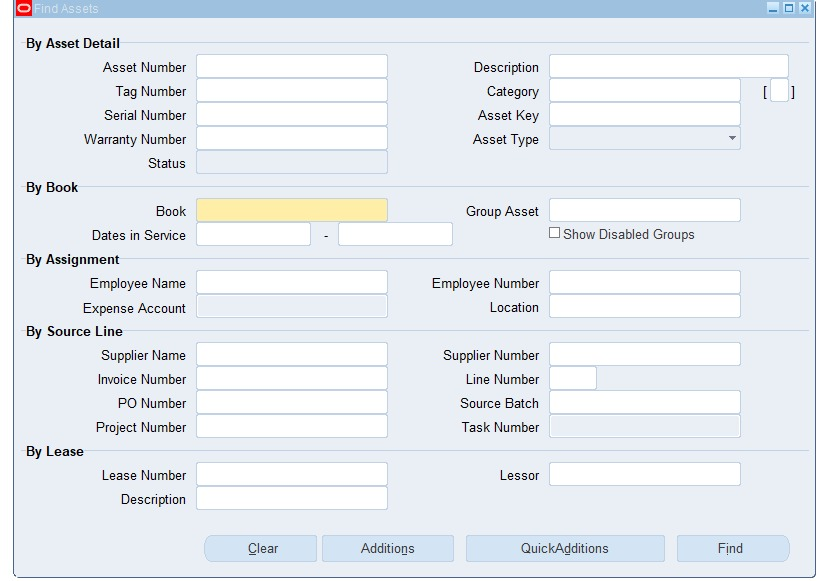 Find Assets
By Asset Detail
Asset Number Description
Tag Number Category [ ]
Serial Number Asset Key
Warranty Number Asset Type
Status
By Book
Book Group Asset
Dates in Service - Show Disabled Groups
By Assignment
Employee Name Employee Number
Expense Account Location
By Source Line
Supplier Name Supplier Number
Invoice Number Line Number
PO Number Source Batch
Project Number Task Number
By Lease
Lease Number Lessor
Description
Clear Additions QuickAdditions Find